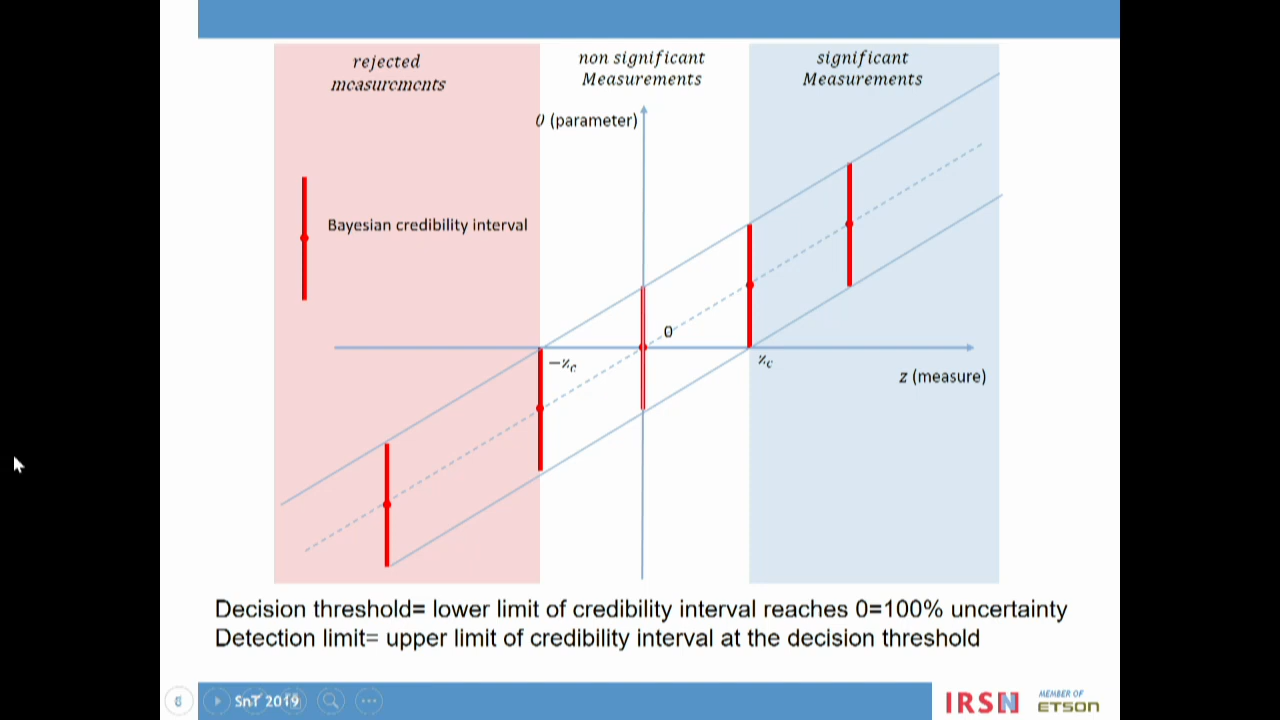 rejected
measurements
non significant
Measurements
significant
Measurements
θ (parameter)
Bayesian credibility interval
0
−zc
zc
z (measure)
Decision threshold= lower limit of credibility interval reaches 0=100% uncertainty
Detection limit= upper limit of credibility interval at the decision threshold
SnT 2019
IRSN
MEMBER OF
ETSON